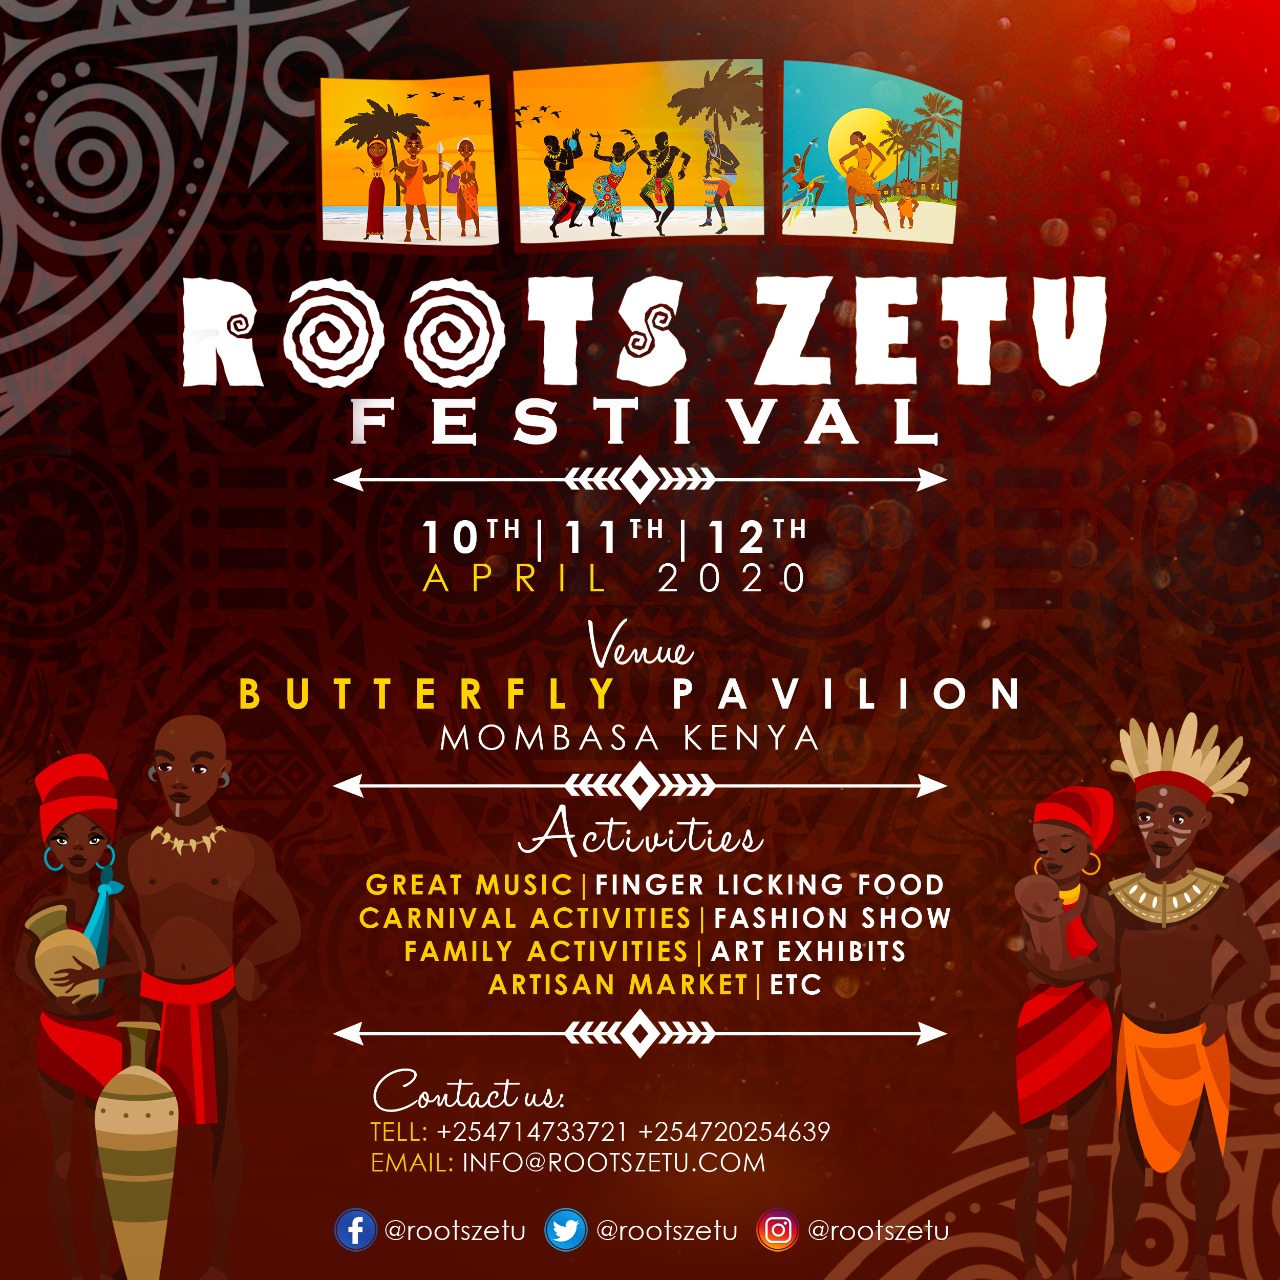 ROOTS ZETU
FESTIVAL
10TH | 11TH | 12TH
APRIL 2020
Venue
BUTTERFLY PAVILION
MOMBASA KENYA
Activities
GREAT MUSIC | FINGER LICKING FOOD
CARNIVAL ACTIVITIES | FASHION SHOW
FAMILY ACTIVITIES | ART EXHIBITS
ARTISAN MARKET | ETC
Contact us:
TELL: +254714733721 +254720254639
EMAIL: INFO@ROOTSZETU.COM
@rootszetu @rootszetu @rootszetu